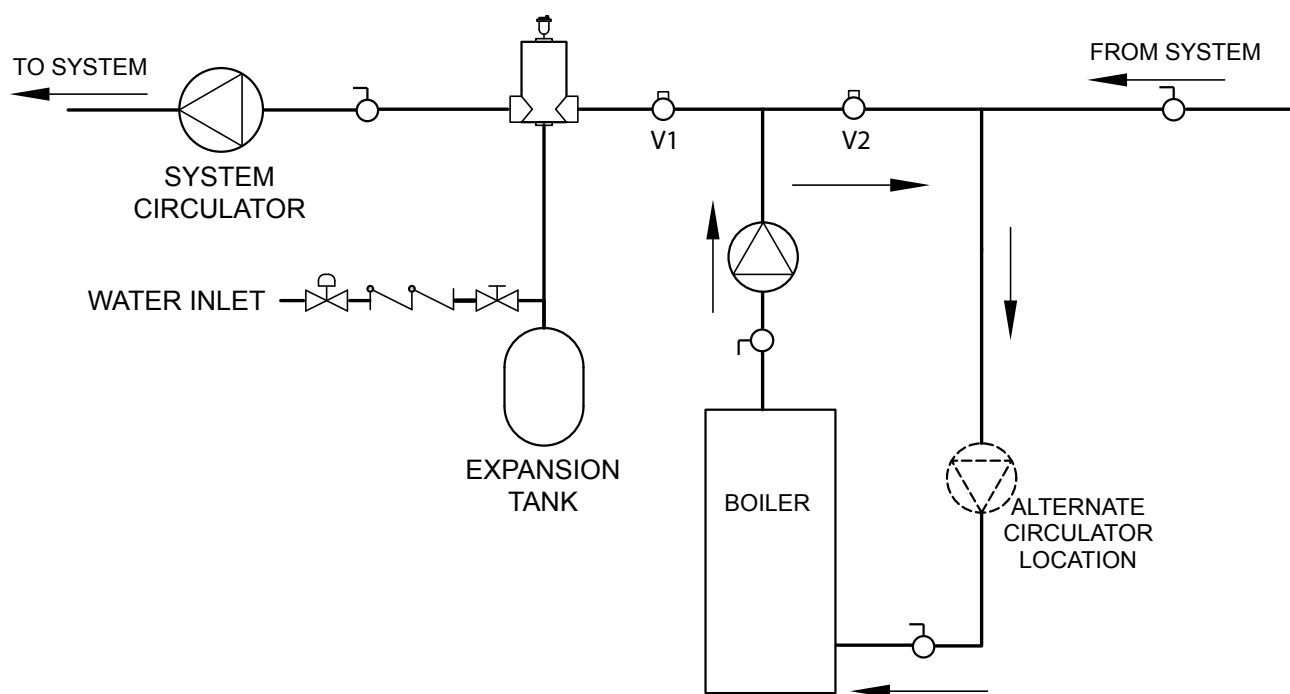 TO SYSTEM
FROM SYSTEM
V1
V2
SYSTEM
CIRCULATOR
WATER INLET
EXPANSION
TANK
BOILER
ALTERNATE
CIRCULATOR
LOCATION